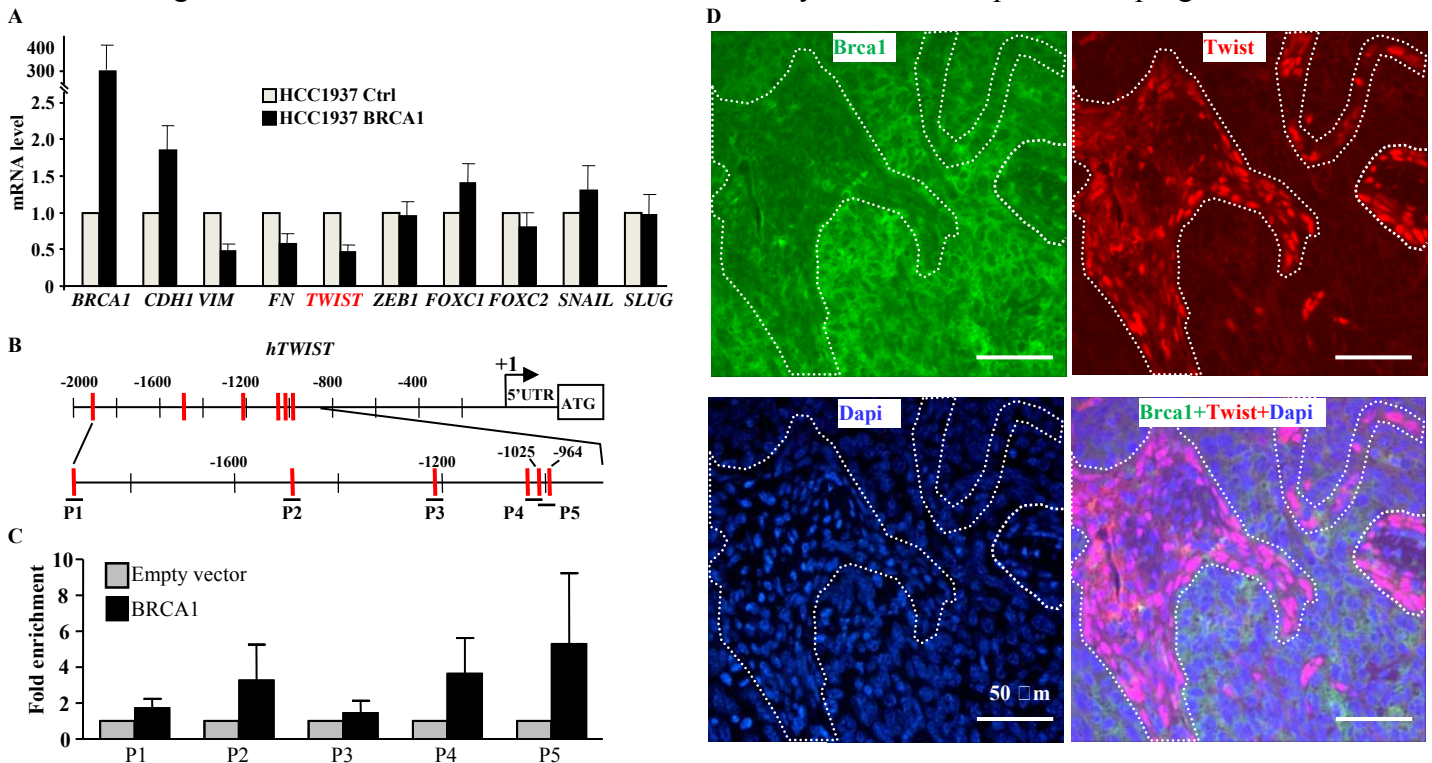 A
mRNA level
400
300
2.5
2.0
1.5
1.0
0.5
0
HCC1937 Ctrl
HCC1937 BRCA1
BRCA1 CDH1 VIM FN TWIST ZEB1 FOXC1 FOXC2 SNAIL SLUG
B
hTWIST
-2000 -1600 -1200 -800 -400 +1
5'UTR ATG
-1600 -1200 -1025 -964
P1 P2 P3 P4 P5
C
Fold enrichment
10
8
6
4
2
0
Empty vector
BRCA1
P1 P2 P3 P4 P5
D
Brca1
Twist
Dapi
50 □m
Brca1+Twist+Dapi